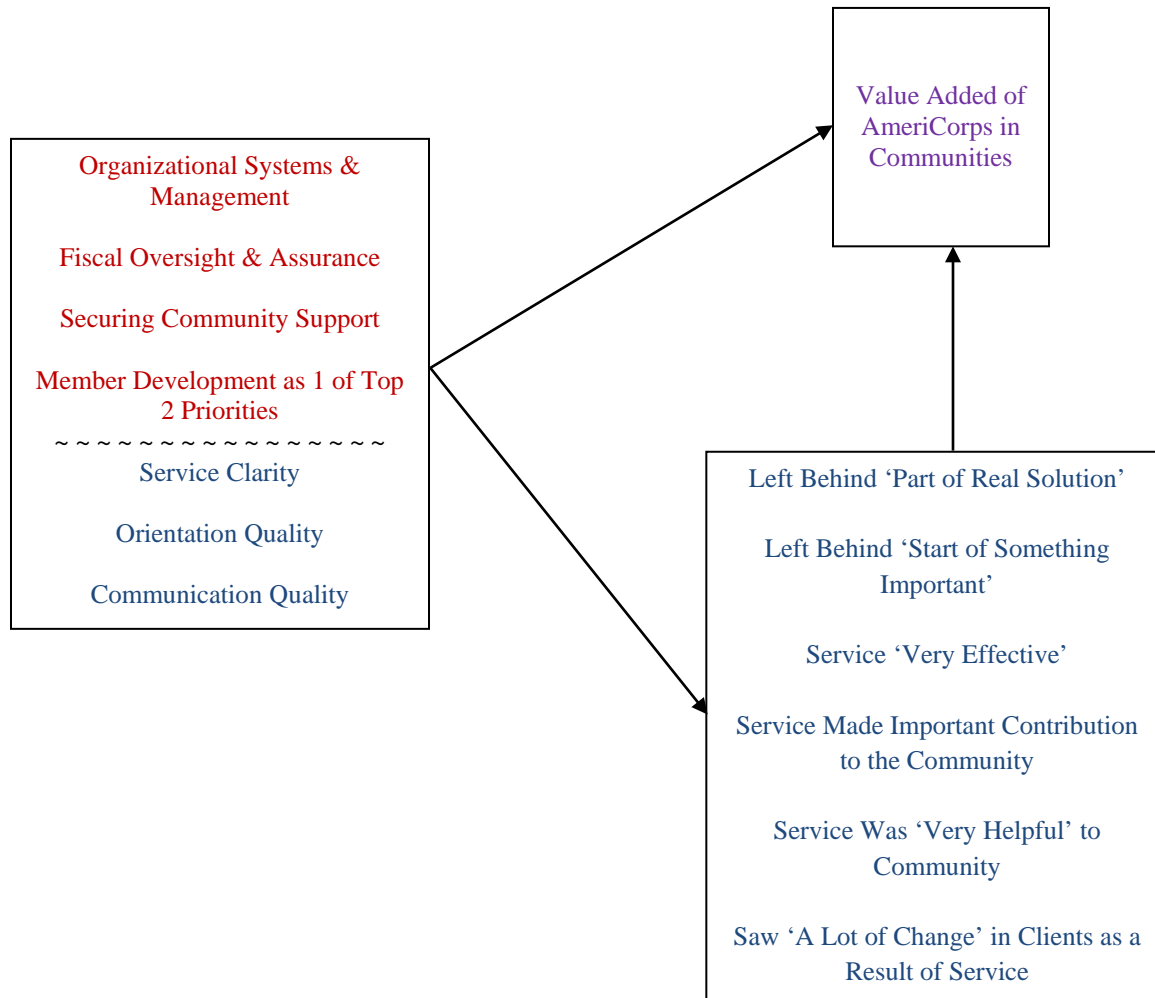 Value Added of
AmeriCorps in
Communities
Organizational Systems &
Management
Fiscal Oversight & Assurance
Securing Community Support
Member Development as 1 of Top
2 Priorities
~ ~ ~ ~ ~ ~ ~ ~ ~ ~ ~ ~ ~ ~ ~ ~
Service Clarity
Orientation Quality
Communication Quality
Left Behind ‘Part of Real Solution’
Left Behind ‘Start of Something
Important’
Service ‘Very Effective’
Service Made Important Contribution
to the Community
Service Was ‘Very Helpful’ to
Community
Saw ‘A Lot of Change’ in Clients as a
Result of Service